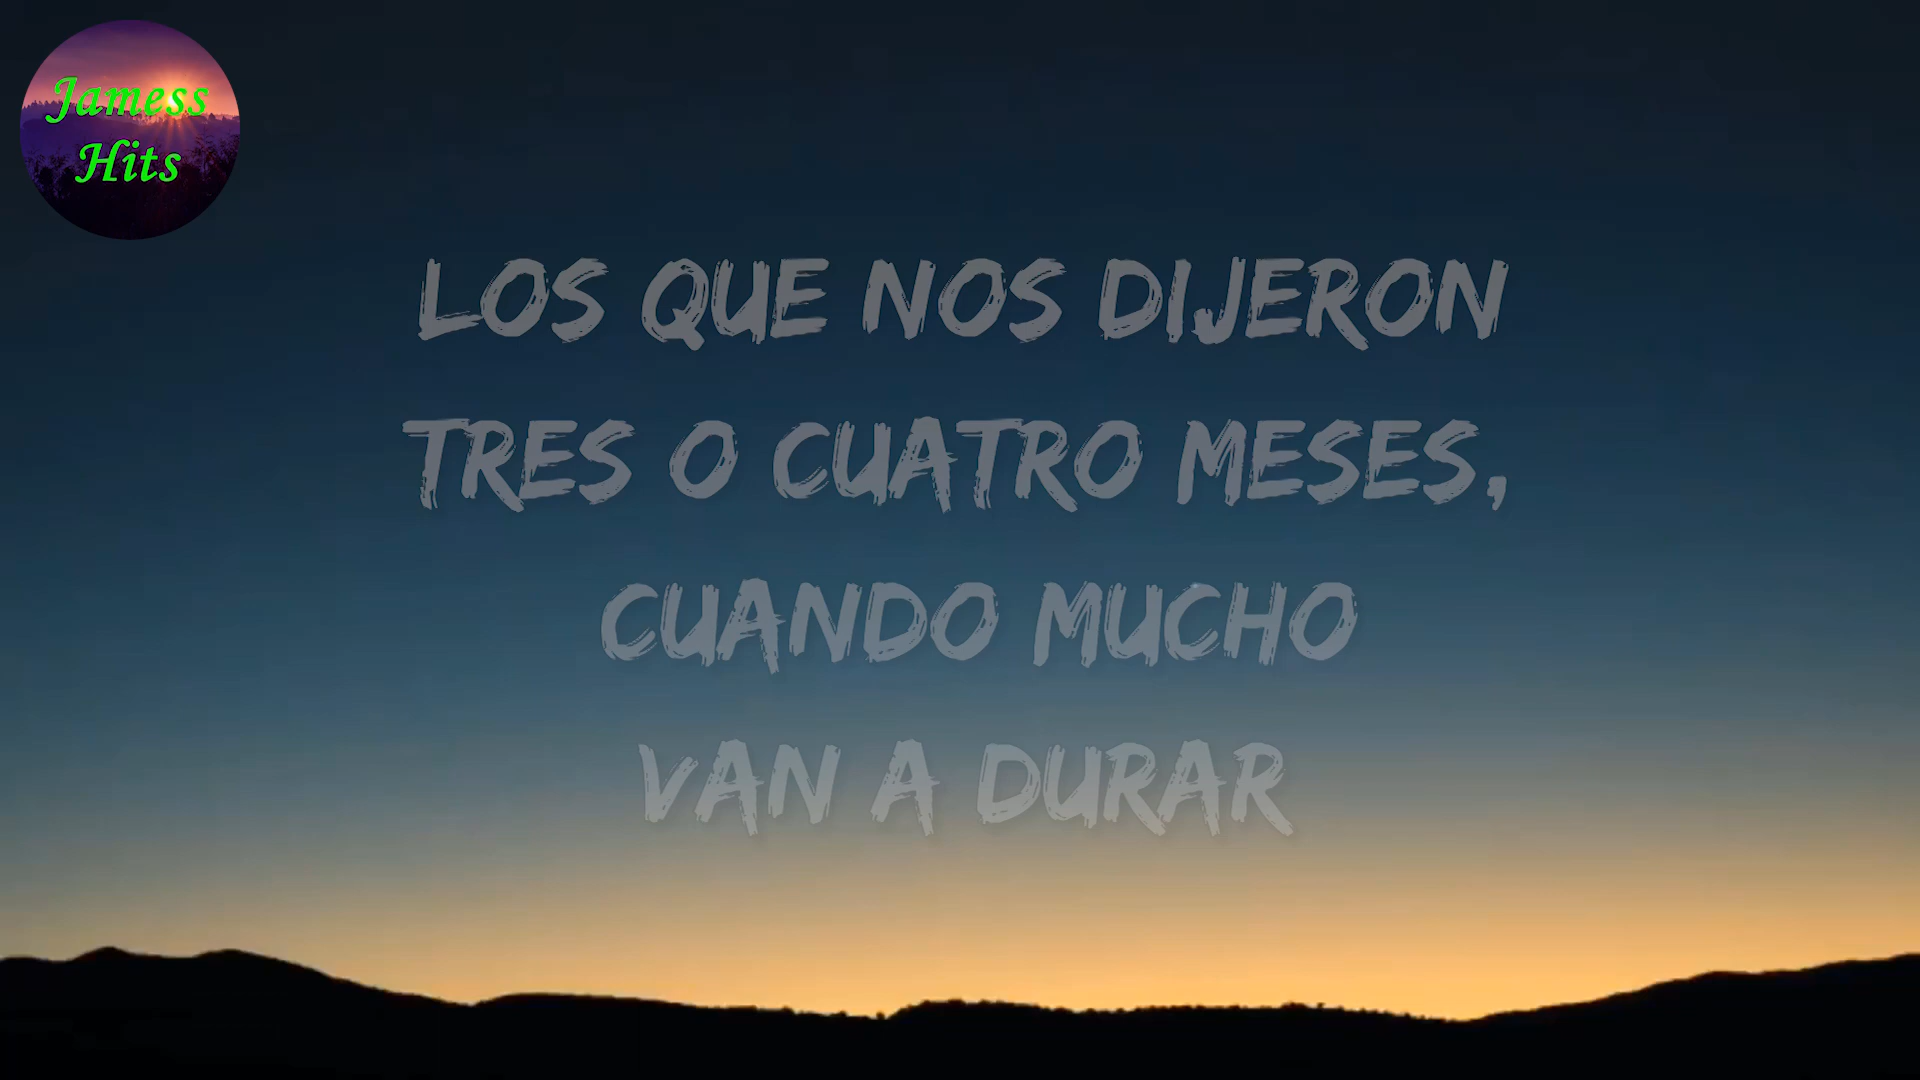 Jamess
Hits
LOS QUE NOS DIJERON
TRES O CUATRO MESES,
CUANDO MUCHO
VAN A DURAR